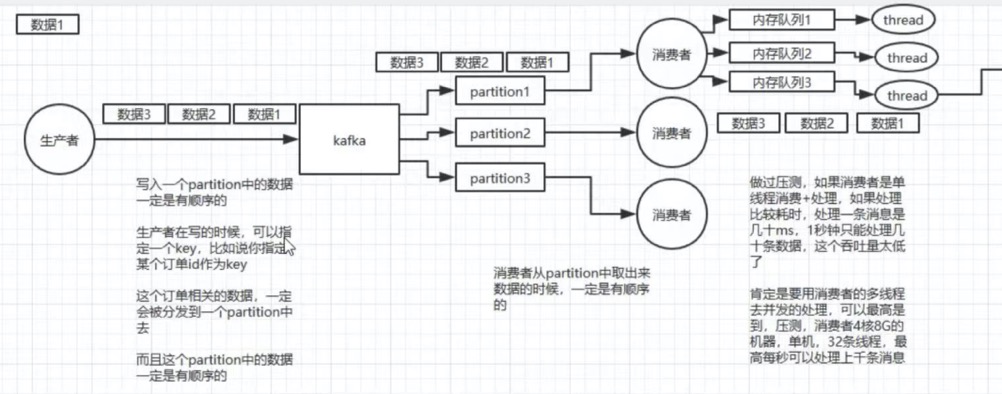 数据1
生产者
数据3 数据2 数据1
kafka
数据3 数据2 数据1
partition1
partition2
partition3
消费者
消费者
消费者
内存队列1
内存队列2
内存队列3
thread
thread
thread
数据3 数据2 数据1
写入一个partition中的数据
一定是有顺序的
生产者在写的时候，可以指
定一个key，比如说你指定
某个订单id作为key
这个订单相关的数据，一定
会被分发到一个partition中
去
而且这个partition中的数据
一定是有顺序的
消费者从partition中取出来
数据的时候，一定是有顺序
的
做过压测，如果消费者是单
线程消费+处理，如果处理
比较耗时，处理一条消息是
几十ms，1秒钟只能处理几
十条数据，这个吞吐量太低
了
肯定是要用消费者的多线程
去并发的处理，可以最高是
到，压测，消费者4核8G的
机器，单机，32条线程，最
高每秒可以处理上千条消息